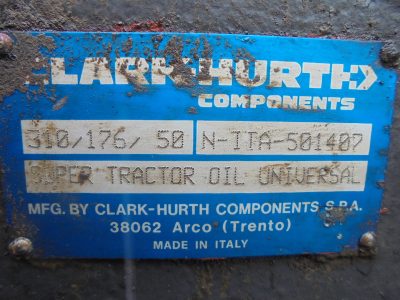 CLARK-HURTH
COMPONENTS
310/176/ 50 N-ITA-501407
SUPER TRACTOR OIL UNIVERSAL
MFG. BY CLARK-HURTH COMPONENTS S.P.A.
38062 Arco (Trento)
MADE IN ITALY